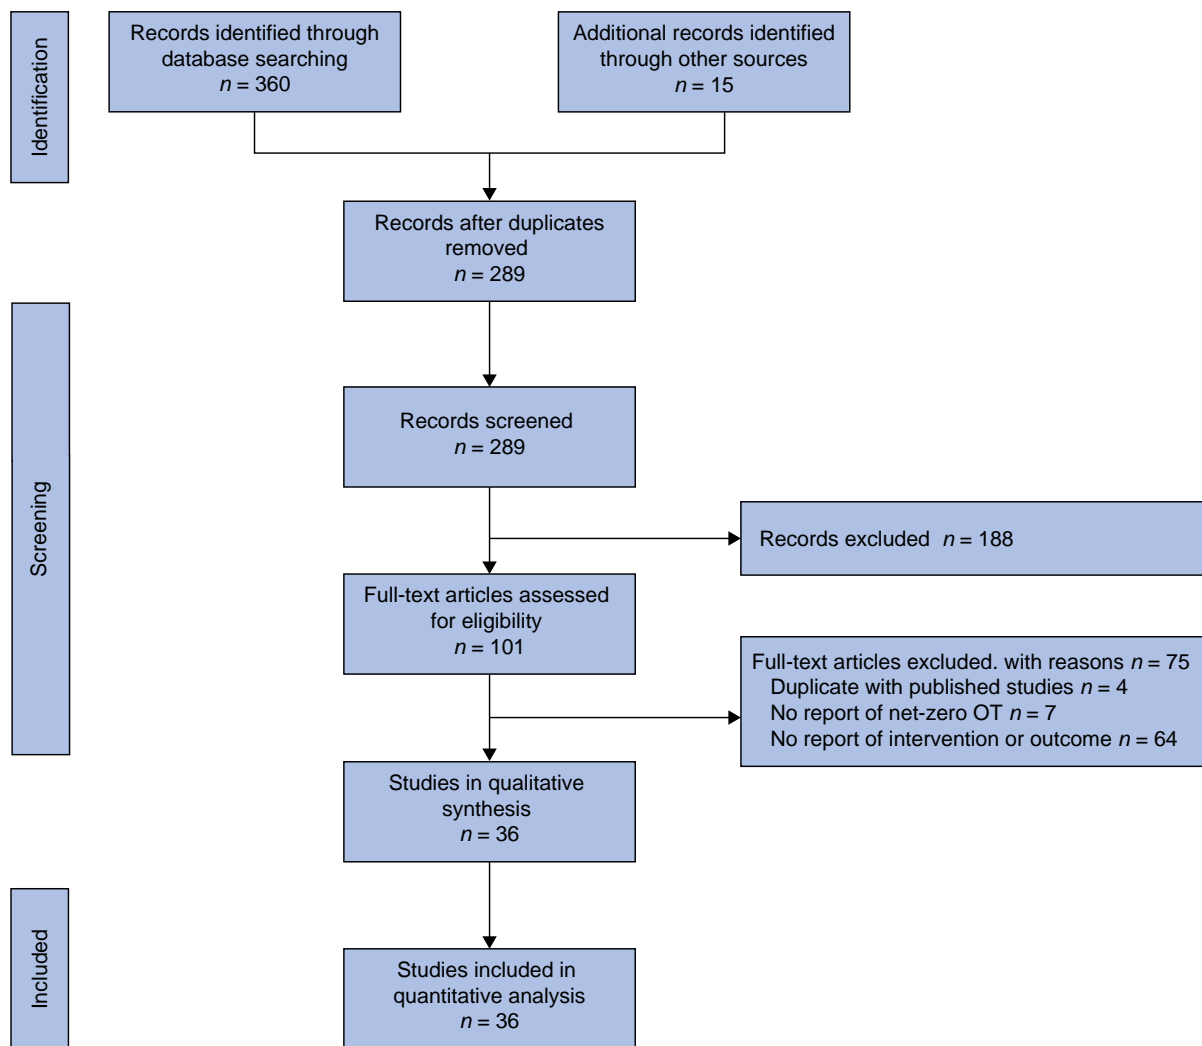 Identification
Records identified through
database searching
n = 360
Additional records identified
through other sources
n = 15
Records after duplicates
removed
n = 289
Screening
Records screened
n = 289
Records excluded n = 188
Full-text articles assessed
for eligibility
n = 101
Full-text articles excluded. with reasons n = 75
Duplicate with published studies n = 4
No report of net-zero OT n = 7
No report of intervention or outcome n = 64
Studies in qualitative
synthesis
n = 36
Included
Studies included in
quantitative analysis
n = 36